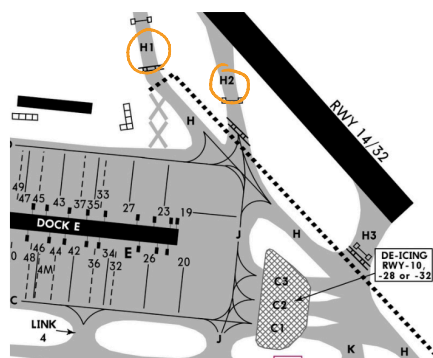 H1
H2
RWY 14/32
H
33
49
45
43
37
35
47
27
23
19
DOCK E
J
H
H3
E
0
48
46
44
42
34
26
20
4M
36
32
DE-ICING
RWY-10,
-28 or -32
C3
C2
C1
C
LINK
4
J
K
H